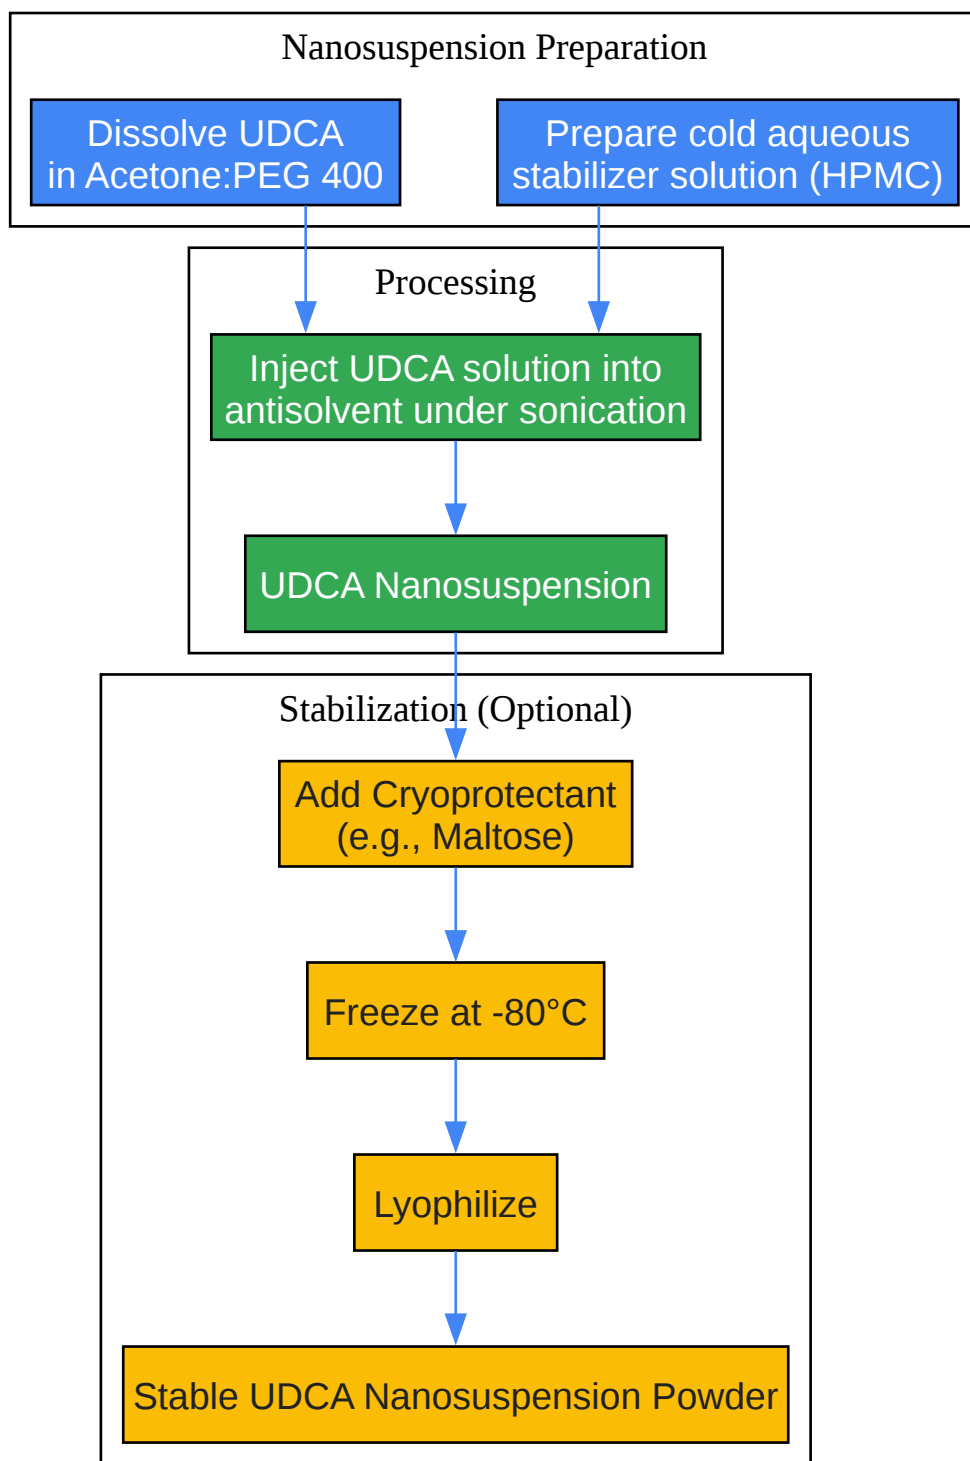 Nanosuspension Preparation
Dissolve UDCA
in Acetone:PEG 400
Prepare cold aqueous
stabilizer solution (HPMC)
Processing
Inject UDCA solution into
antisolvent under sonication
UDCA Nanosuspension
Stabilization (Optional)
Add Cryoprotectant
(e.g., Maltose)
Freeze at -80°C
Lyophilize
Stable UDCA Nanosuspension Powder